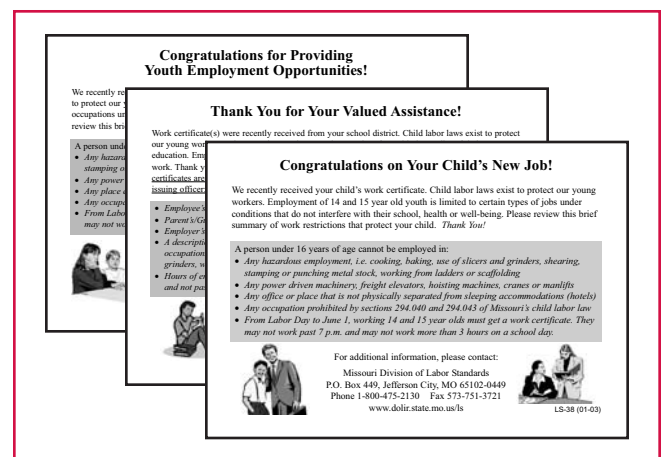 Congratulations for Providing
Youth Employment Opportunities!
We recently re
to protect our y
occupations un
review this brie
A person unde
• Any hazard
stamping o
• Any power
• Any place
• Any occupa
• From Labo
may not wo
Thank You for Your Valued Assistance!
Work certificate(s) were recently received from your school district. Child labor laws exist to protect
our young wor
education. Emp
work. Thank y
certificates are
issuing officer
• Employee's
• Parent's/Gu
• Employer's
• A descripti
occupation
grinders, w
• Hours of em
and not pas
Congratulations on Your Child's New Job!
We recently received your child's work certificate. Child labor laws exist to protect our young
workers. Employment of 14 and 15 year old youth is limited to certain types of jobs under
conditions that do not interfere with their school, health or well-being. Please review this brief
summary of work restrictions that protect your child. Thank You!
A person under 16 years of age cannot be employed in:
• Any hazardous employment, i.e. cooking, baking, use of slicers and grinders, shearing,
stamping or punching metal stock, working from ladders or scaffolding
• Any power driven machinery, freight elevators, hoisting machines, cranes or manlifts
• Any office or place that is not physically separated from sleeping accommodations (hotels)
• Any occupation prohibited by sections 294.040 and 294.043 of Missouri's child labor law
• From Labor Day to June 1, working 14 and 15 year olds must get a work certificate. They
may not work past 7 p.m. and may not work more than 3 hours on a school day.
For additional information, please contact:
Missouri Division of Labor Standards
P.O. Box 449, Jefferson City, MO 65102-0449
Phone 1-800-475-2130 Fax 573-751-3721
www.dolir.state.mo.us/ls
LS-38 (01-03)